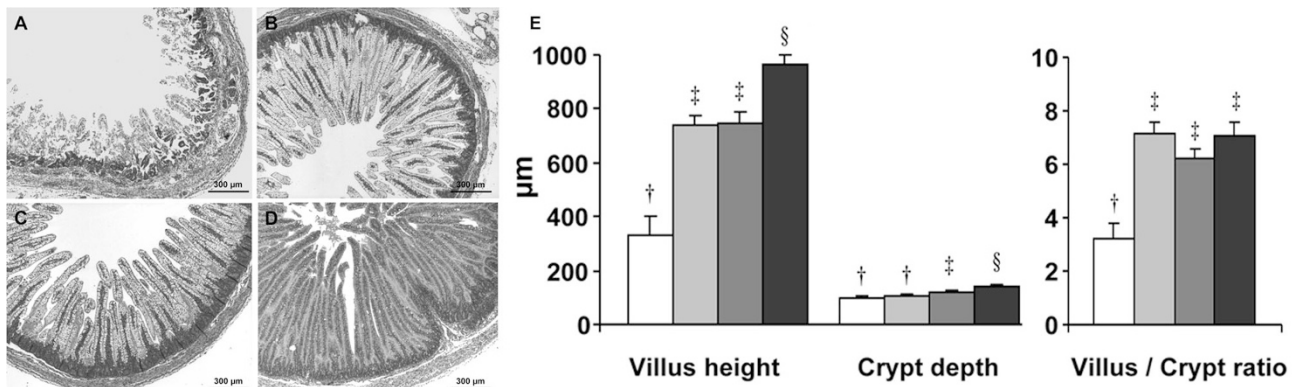 A
300 µm
B
300 µm
C
300 µm
D
300 µm
E
µm
1000
800
600
400
200
0
†
‡
‡
§
†
†
‡
§
Villus height
Crypt depth
10
8
6
4
2
0
†
‡
‡
‡
Villus / Crypt ratio